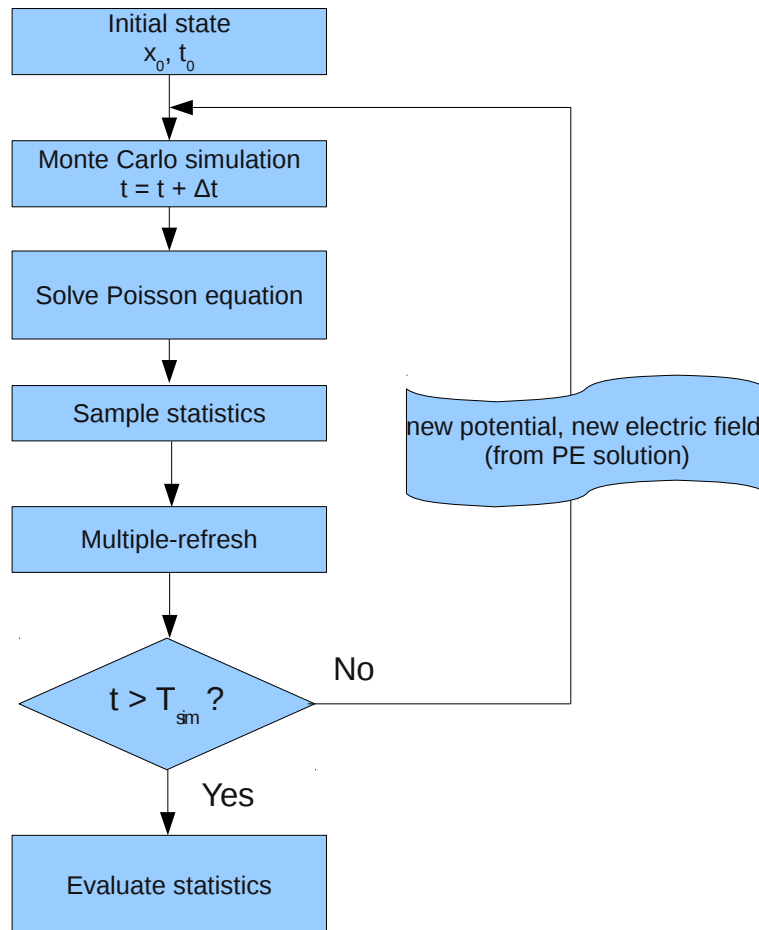 Initial state
x0, t0
Monte Carlo simulation
t = t + Δt
Solve Poisson equation
Sample statistics
new potential, new electric field
(from PE solution)
Multiple-refresh
t > Tsim ?
No
Yes
Evaluate statistics